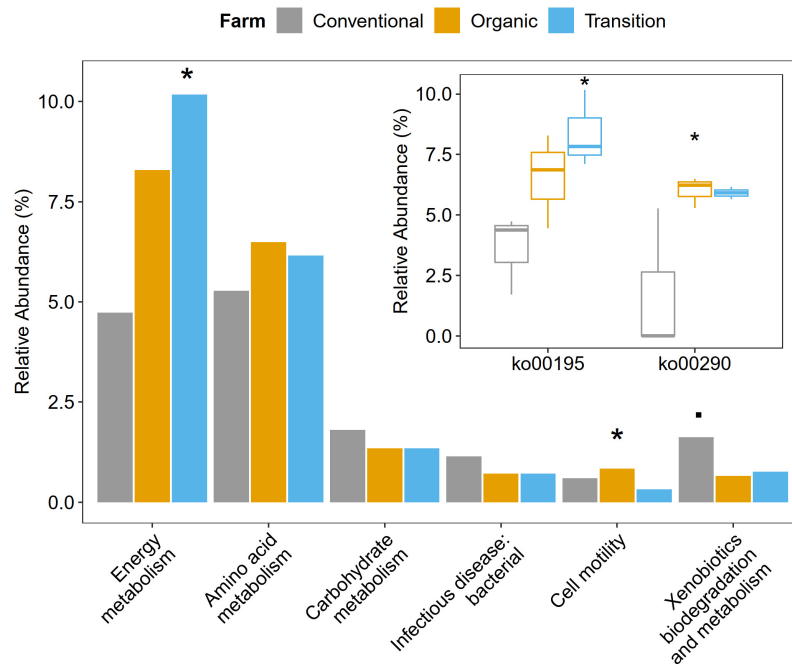 Farm Conventional Organic Transition
Relative Abundance (%)
10.0
7.5
5.0
2.5
0.0
*
*
▪
Energy
metabolism
Amino acid
metabolism
Carbohydrate
metabolism
Infectious disease:
bacterial
Cell motility
Xenobiotics
biodegradation
and metabolism
Relative Abundance (%)
10.0
7.5
5.0
2.5
0.0
*
*
ko00195
ko00290